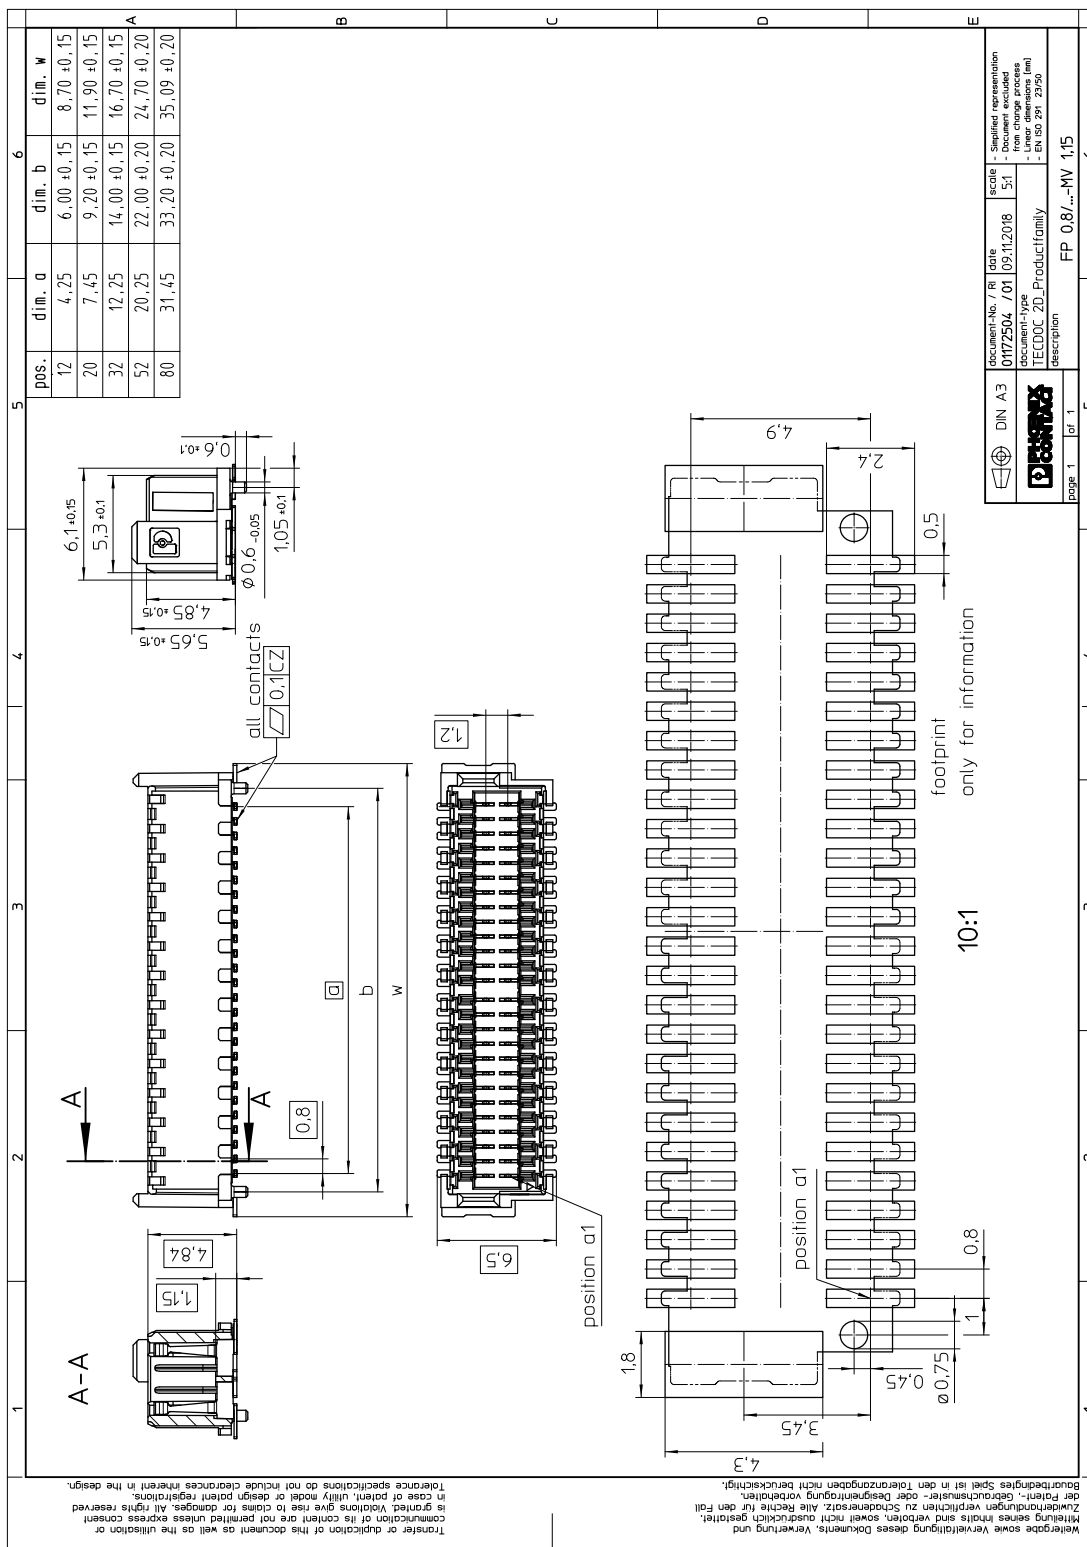 A
B
C
D
E
6
5
4
3
2
1
pos. dim. a dim. b dim. w
12 4,25 6,00 ±0,15 8,70 ±0,15
20 7,45 9,20 ±0,15 11,90 ±0,15
32 12,25 14,00 ±0,15 16,70 ±0,15
52 20,25 22,00 ±0,20 24,70 ±0,20
80 31,45 33,20 ±0,20 35,09 ±0,20
6,1 ±0,15
5,3 ±0,1
0,6 ±0,1
1,05 ±0,1
Ø0,6 -0,05
4,85 ±0,15
5,65 ±0,15
all contacts
0,1CZ
A
A
0,8
a
b
w
A-A
4,84
1,15
1,2
6,5
position a1
4,9
2,4
0,5
footprint
only for information
10:1
position a1
0,8
1
1,8
0,45
Ø0,75
3,45
4,3
- Simplified representation
- Document excluded
from change process
- Linear dimensions [mm]
- EN ISO 291 23/50
DIN A3
document-No. / RI
01172504 / 01
date
09.11.2018
scale
5:1
document-type
TECDOC 2D_Productfamily
description
FP 0,8/...-MV 1,15
PHOENIX
CONTACT
page 1 of 1
Transfer or duplication of this document as well as the utilisation or
communication of its content are not permitted unless express consent
is granted. Violations give rise to claims for damages. All rights reserved
in case of patent, utility model or design patent registrations.
Tolerance specifications do not include clearances inherent in the design.
Weitergabe sowie Vervielfältigung dieses Dokuments, Verwertung und
Mitteilung seines Inhalts sind verboten, soweit nicht ausdrücklich gestattet.
Zuwiderhandlungen verpflichten zu Schadenersatz. Alle Rechte für den Fall
der Patent-, Gebrauchsmuster- oder Designeintragung vorbehalten.
Bauartbedingtes Spiel ist in den Toleranzangaben nicht berücksichtigt.